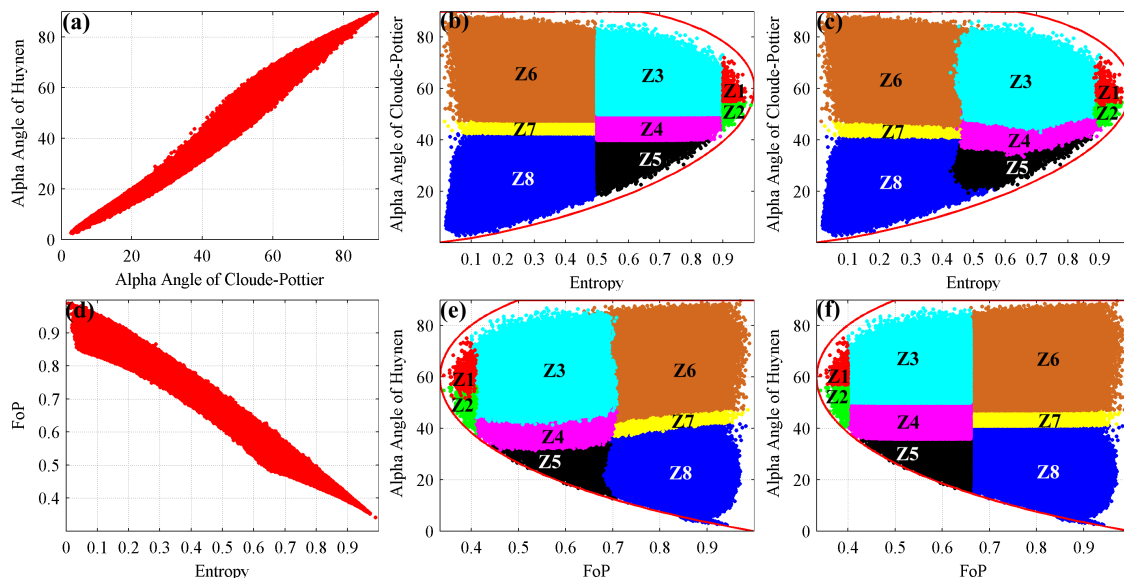 (a)
Alpha Angle of Huynen
80
60
40
20
0
0 20 40 60 80
Alpha Angle of Cloude-Pottier
(b)
Alpha Angle of Cloude-Pottier
80
60
40
20
Z6
Z3
Z1
Z2
Z7
Z4
Z5
Z8
0.1 0.2 0.3 0.4 0.5 0.6 0.7 0.8 0.9
Entropy
(c)
Alpha Angle of Cloude-Pottier
80
60
40
20
Z6
Z3
Z1
Z2
Z7
Z4
Z5
Z8
0.1 0.2 0.3 0.4 0.5 0.6 0.7 0.8 0.9
Entropy
(d)
FoP
0.9
0.8
0.7
0.6
0.5
0.4
0 0.1 0.2 0.3 0.4 0.5 0.6 0.7 0.8 0.9
Entropy
(e)
Alpha Angle of Huynen
80
60
40
20
0
Z1
Z2
Z3
Z6
Z4
Z7
Z5
Z8
0.4 0.5 0.6 0.7 0.8 0.9
FoP
(f)
Alpha Angle of Huynen
80
60
40
20
0
Z1
Z2
Z3
Z6
Z4
Z7
Z5
Z8
0.4 0.5 0.6 0.7 0.8 0.9
FoP